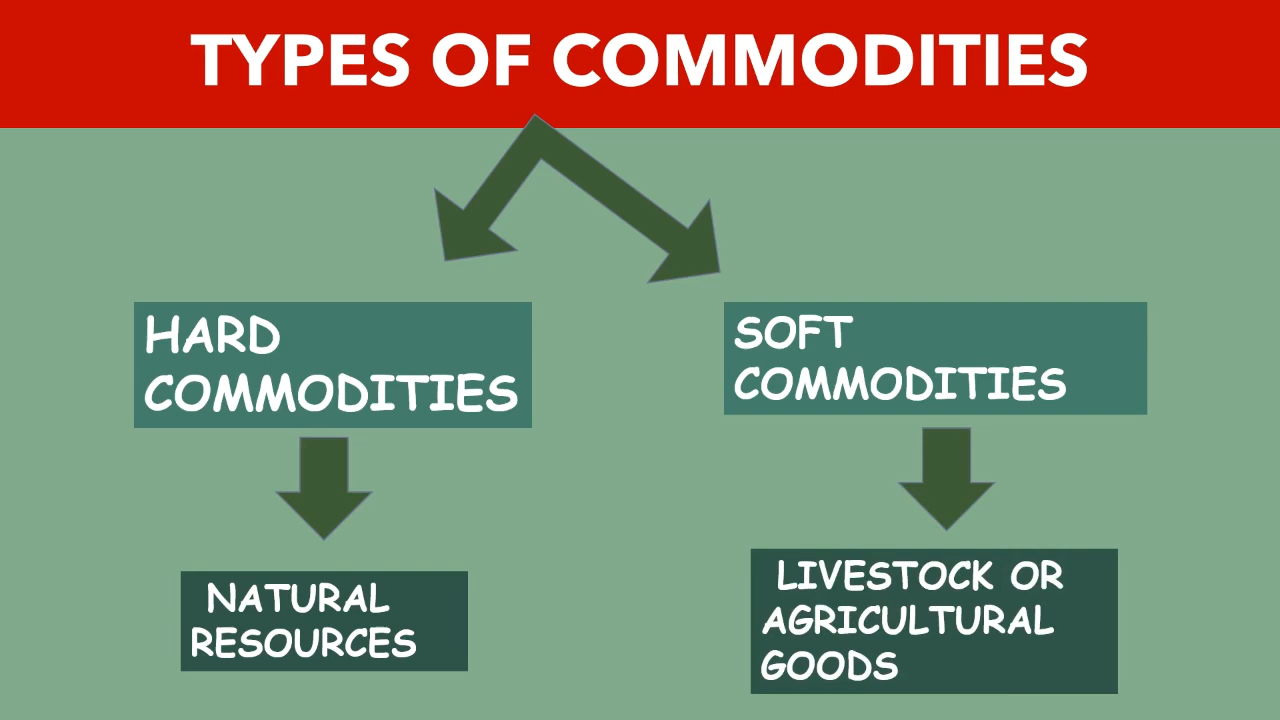 TYPES OF COMMODITIES
HARD
COMMODITIES
SOFT
COMMODITIES
NATURAL
RESOURCES
LIVESTOCK OR
AGRICULTURAL
GOODS